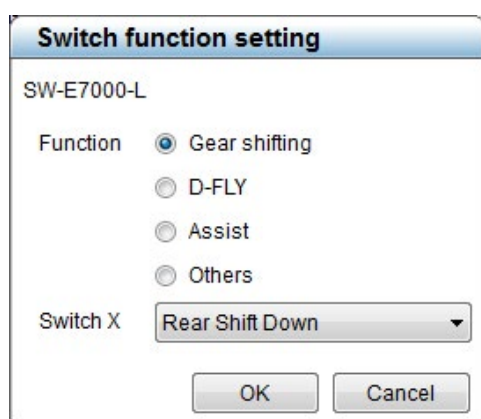 Switch function setting
SW-E7000-L
Function Gear shifting
D-FLY
Assist
Others
Switch X Rear Shift Down
OK Cancel